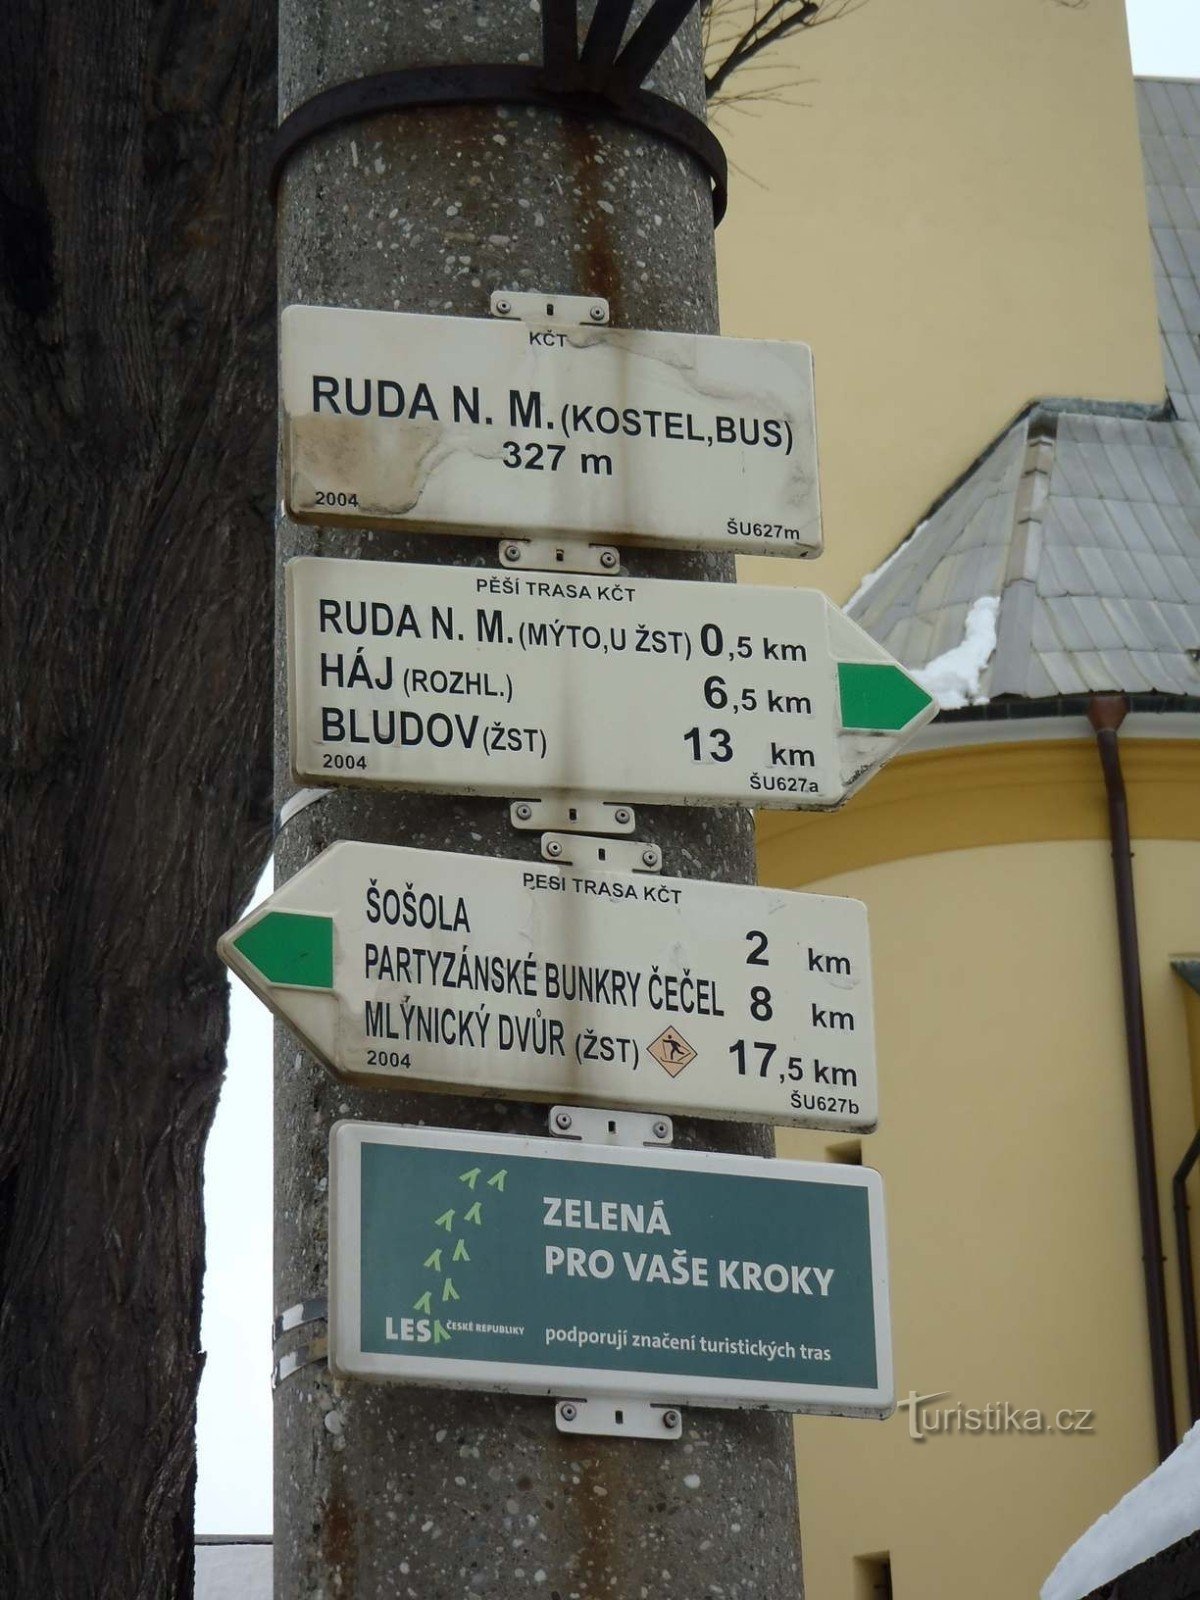 KČT
RUDA N. M. (KOSTEL,BUS)
327 m
2004 ŠU627m
PĚŠÍ TRASA KČT
RUDA N. M. (MÝTO,U ŽST) 0,5 km
HÁJ (ROZHL.) 6,5 km
BLUDOV (ŽST) 13 km
2004 ŠU627a
PĚŠÍ TRASA KČT
ŠOŠOLA 2 km
PARTYZÁNSKÉ BUNKRY ČEČEL 8 km
MLÝNICKÝ DVŮR (ŽST) 17,5 km
2004 ŠU627b
ZELENÁ
PRO VAŠE KROKY
LESY ČESKÉ REPUBLIKY podporují značení turistických tras
Turistika.cz